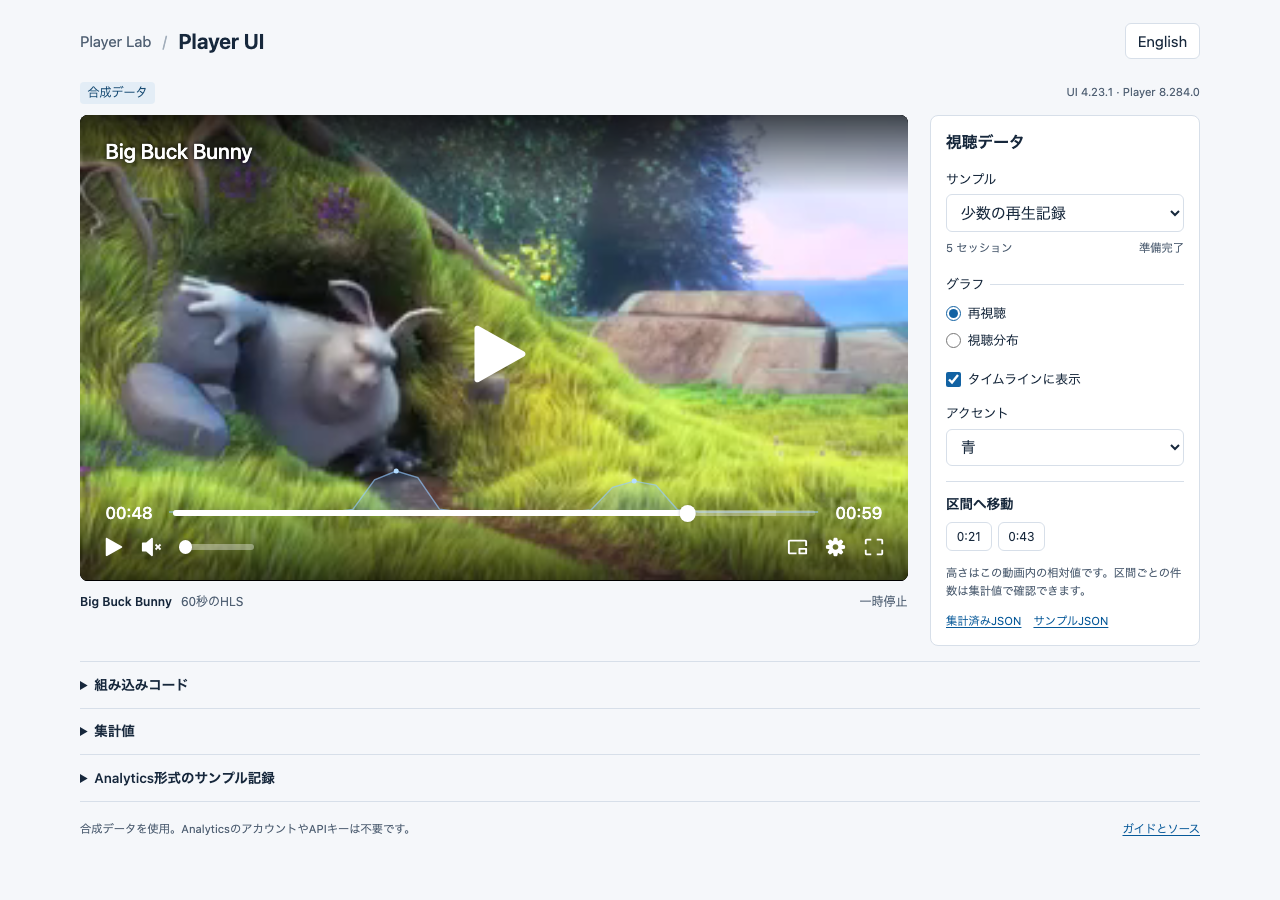 Player Lab / Player UI
English
合成データ
UI 4.23.1 · Player 8.284.0
Big Buck Bunny
00:48
00:59
Big Buck Bunny 60秒のHLS
一時停止
視聴データ
サンプル
少数の再生記録
5 セッション
準備完了
グラフ
再視聴
視聴分布
タイムラインに表示
アクセント
青
区間へ移動
0:21
0:43
高さはこの動画内の相対値です。区間ごとの件
数は集計値で確認できます。
集計済みJSON
サンプルJSON
組み込みコード
集計値
Analytics形式のサンプル記録
合成データを使用。AnalyticsのアカウントやAPIキーは不要です。
ガイドとソース